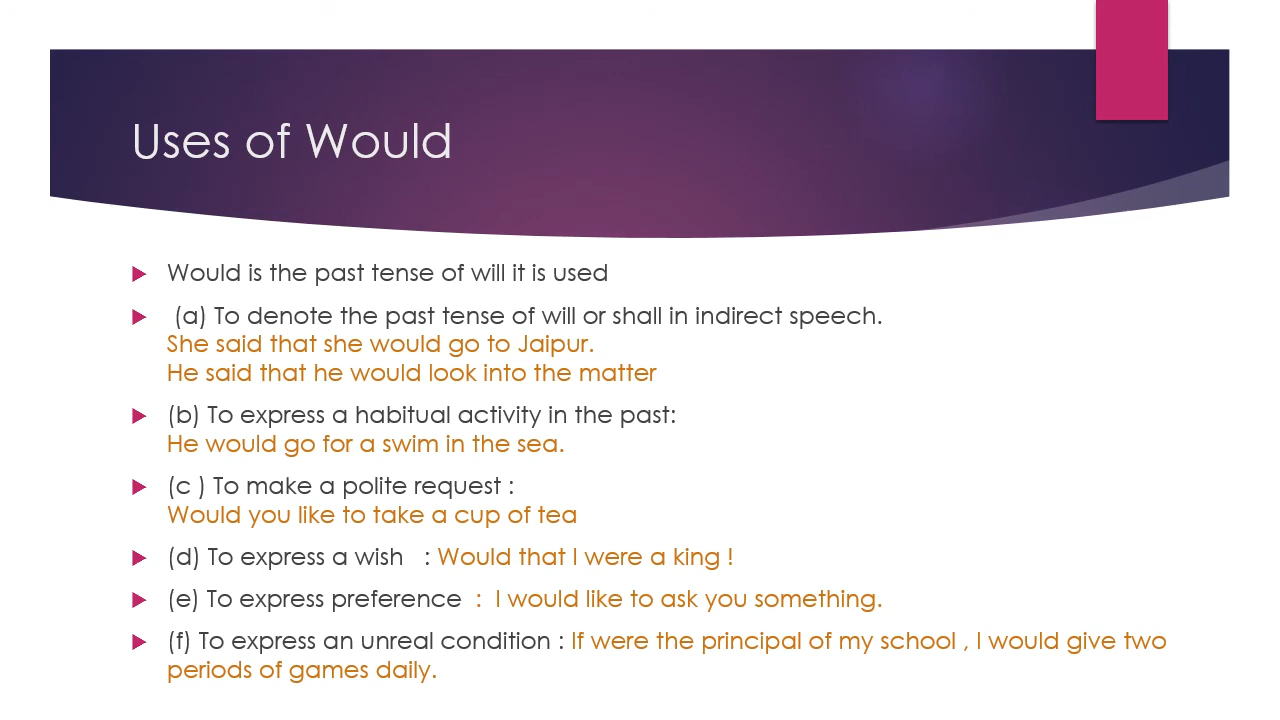 Uses of Would
Would is the past tense of will it is used
(a) To denote the past tense of will or shall in indirect speech.
She said that she would go to Jaipur.
He said that he would look into the matter
(b) To express a habitual activity in the past:
He would go for a swim in the sea.
(c ) To make a polite request :
Would you like to take a cup of tea
(d) To express a wish : Would that I were a king !
(e) To express preference : I would like to ask you something.
(f) To express an unreal condition : If were the principal of my school , I would give two
periods of games daily.